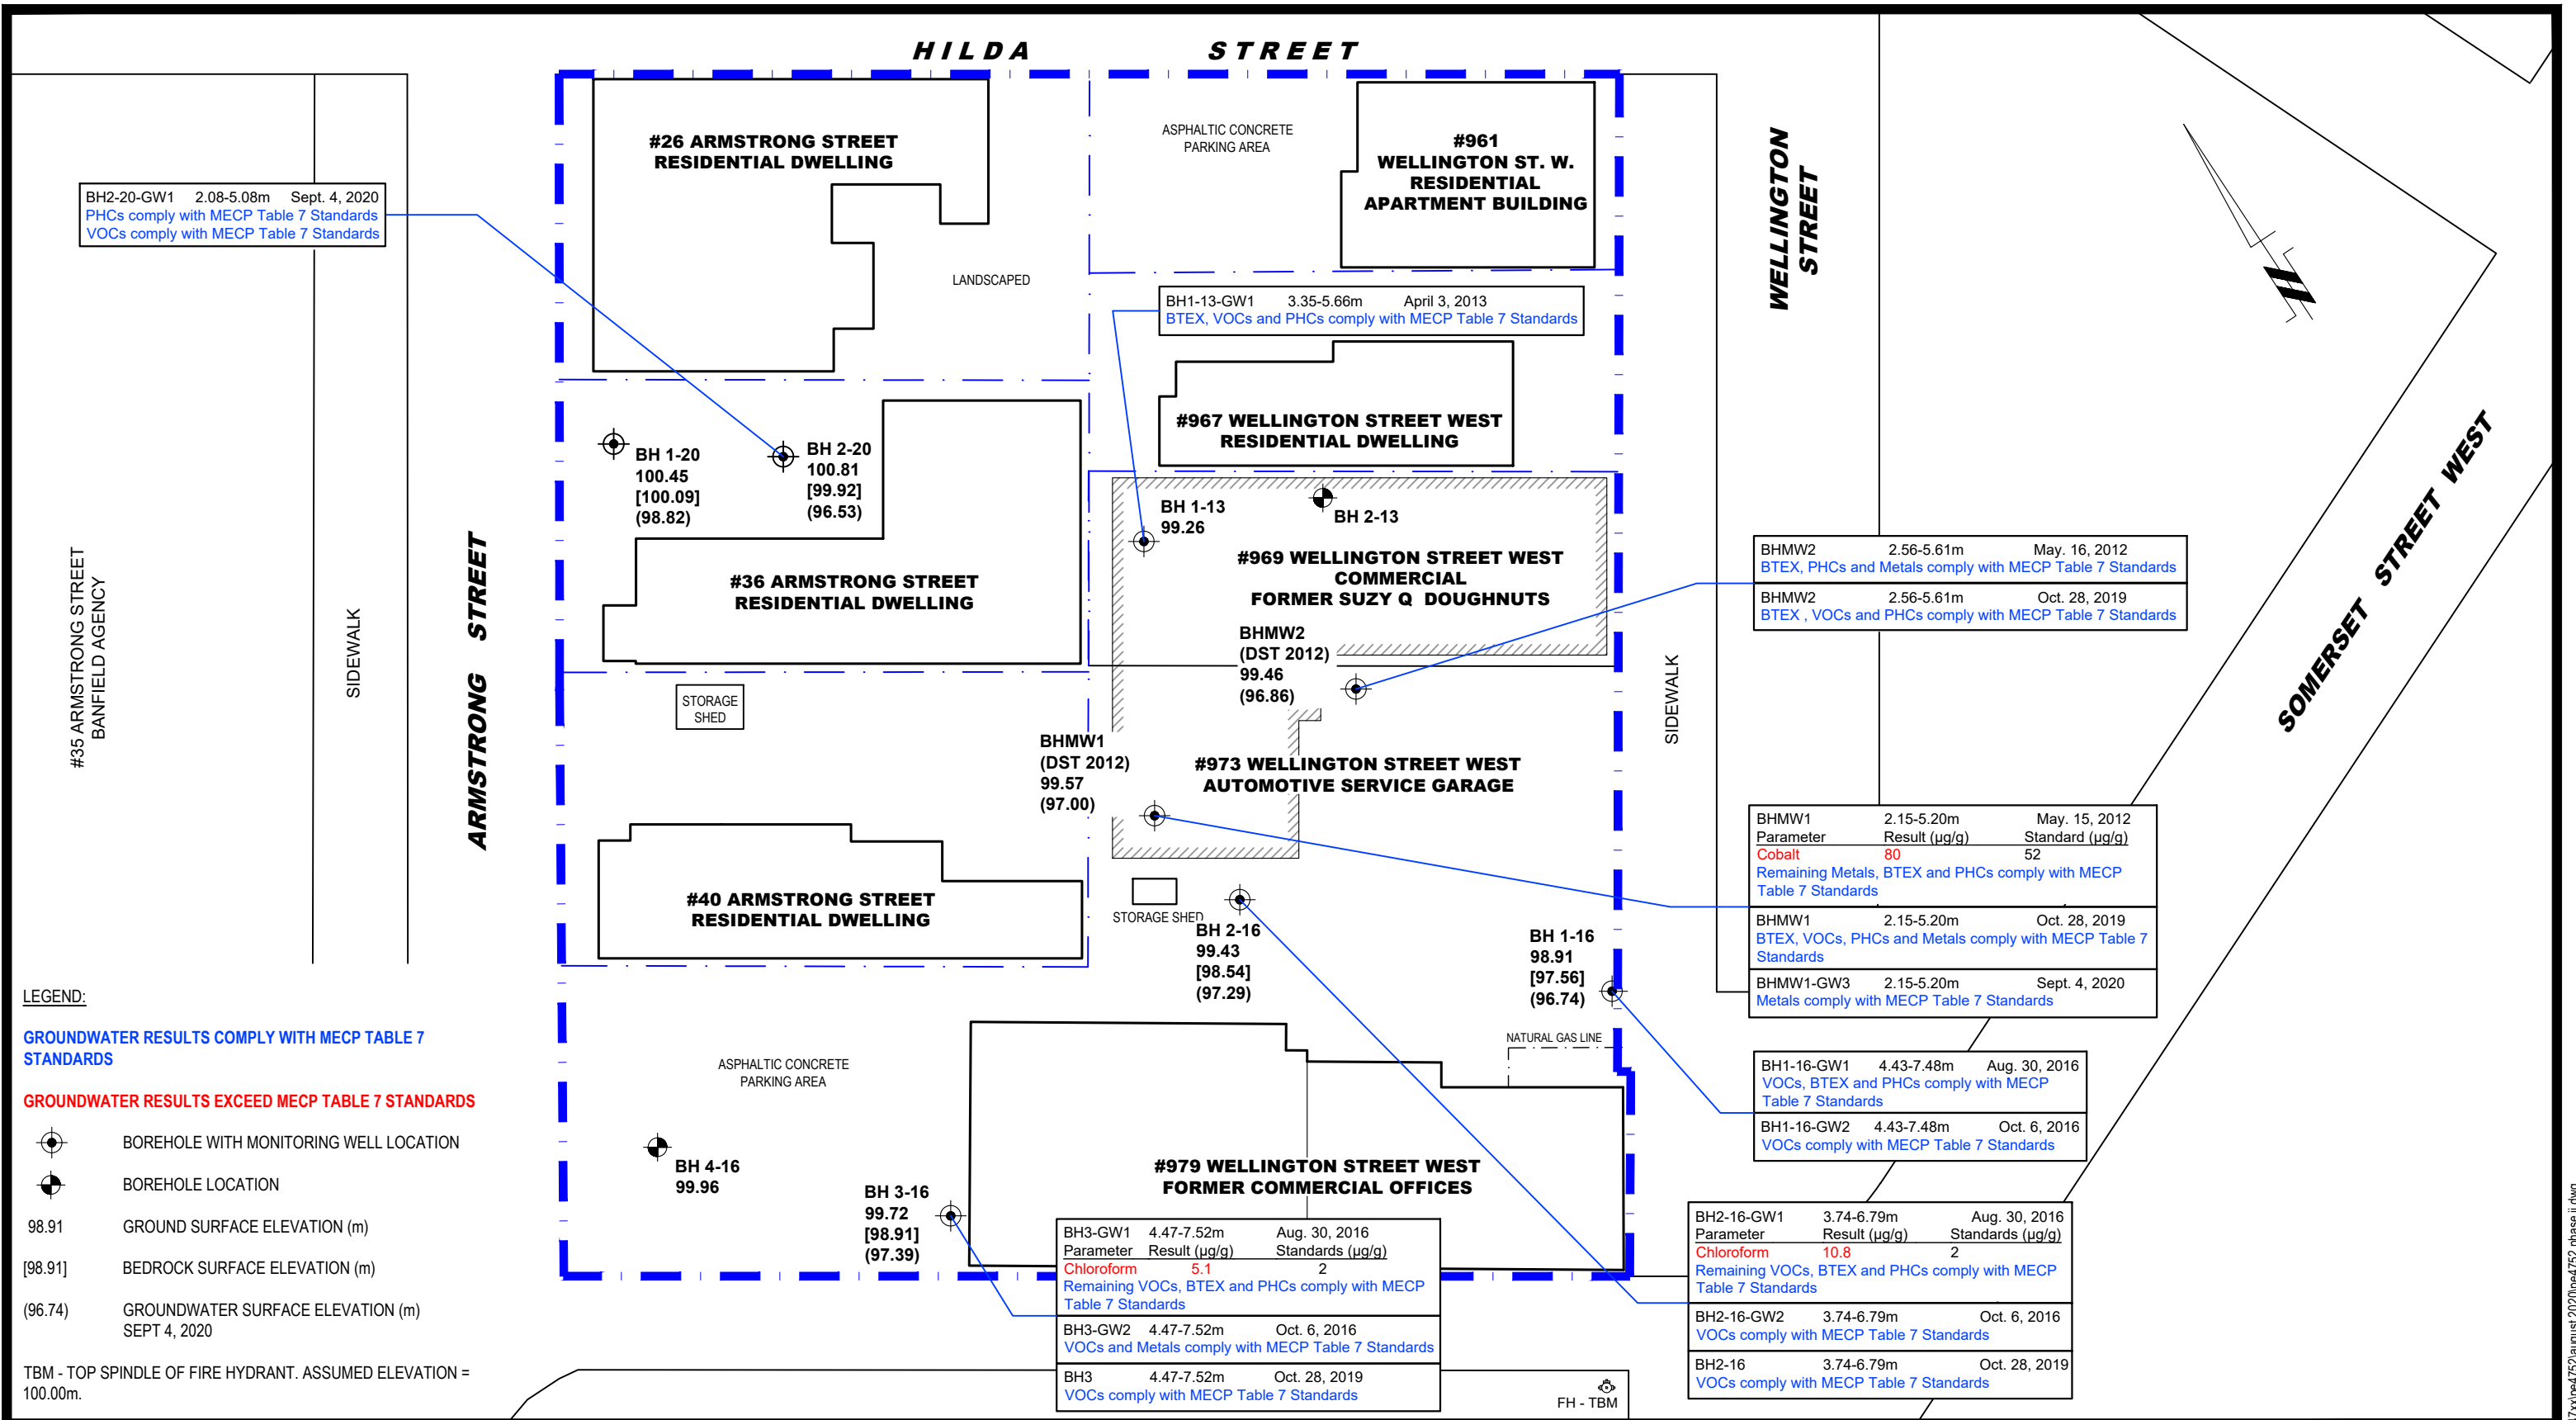 HILDA STREET
#26 ARMSTRONG STREET
RESIDENTIAL DWELLING
ASPHALTIC CONCRETE
PARKING AREA
#961
WELLINGTON ST. W.
RESIDENTIAL
APARTMENT BUILDING
WELLINGTON
STREET
BH2-20-GW1 2.08-5.08m Sept. 4, 2020
PHCs comply with MECP Table 7 Standards
VOCs comply with MECP Table 7 Standards
LANDSCAPED
BH1-13-GW1 3.35-5.66m April 3, 2013
BTEX, VOCs and PHCs comply with MECP Table 7 Standards
#967 WELLINGTON STREET WEST
RESIDENTIAL DWELLING
BH 1-20
100.45
[100.09]
(98.82)
BH 2-20
100.81
[99.92]
(96.53)
BH 1-13
99.26
BH 2-13
#969 WELLINGTON STREET WEST
COMMERCIAL
FORMER SUZY Q DOUGHNUTS
#36 ARMSTRONG STREET
RESIDENTIAL DWELLING
#35 ARMSTRONG STREET
BANFIELD AGENCY
SIDEWALK
ARMSTRONG STREET
STORAGE
SHED
BHMW2
(DST 2012)
99.46
(96.86)
SIDEWALK
SOMERSET STREET WEST
BHMW2 2.56-5.61m May. 16, 2012
BTEX, PHCs and Metals comply with MECP Table 7 Standards
BHMW2 2.56-5.61m Oct. 28, 2019
BTEX , VOCs and PHCs comply with MECP Table 7 Standards
BHMW1
(DST 2012)
99.57
(97.00)
#973 WELLINGTON STREET WEST
AUTOMOTIVE SERVICE GARAGE
BHMW1 2.15-5.20m May. 15, 2012
Parameter Result (µg/g) Standard (µg/g)
Cobalt 80 52
Remaining Metals, BTEX and PHCs comply with MECP
Table 7 Standards
BHMW1 2.15-5.20m Oct. 28, 2019
BTEX, VOCs, PHCs and Metals comply with MECP Table 7
Standards
BHMW1-GW3 2.15-5.20m Sept. 4, 2020
Metals comply with MECP Table 7 Standards
#40 ARMSTRONG STREET
RESIDENTIAL DWELLING
STORAGE SHED
BH 2-16
99.43
[98.54]
(97.29)
BH 1-16
98.91
[97.56]
(96.74)
NATURAL GAS LINE
BH1-16-GW1 4.43-7.48m Aug. 30, 2016
VOCs, BTEX and PHCs comply with MECP
Table 7 Standards
BH1-16-GW2 4.43-7.48m Oct. 6, 2016
VOCs comply with MECP Table 7 Standards
ASPHALTIC CONCRETE
PARKING AREA
BH 4-16
99.96
BH 3-16
99.72
[98.91]
(97.39)
#979 WELLINGTON STREET WEST
FORMER COMMERCIAL OFFICES
BH3-GW1 4.47-7.52m Aug. 30, 2016
Parameter Result (µg/g) Standards (µg/g)
Chloroform 5.1 2
Remaining VOCs, BTEX and PHCs comply with MECP
Table 7 Standards
BH3-GW2 4.47-7.52m Oct. 6, 2016
VOCs and Metals comply with MECP Table 7 Standards
BH3 4.47-7.52m Oct. 28, 2019
VOCs comply with MECP Table 7 Standards
BH2-16-GW1 3.74-6.79m Aug. 30, 2016
Parameter Result (µg/g) Standards (µg/g)
Chloroform 10.8 2
Remaining VOCs, BTEX and PHCs comply with MECP
Table 7 Standards
BH2-16-GW2 3.74-6.79m Oct. 6, 2016
VOCs comply with MECP Table 7 Standards
BH2-16 3.74-6.79m Oct. 28, 2019
VOCs comply with MECP Table 7 Standards
FH - TBM
LEGEND:
GROUNDWATER RESULTS COMPLY WITH MECP TABLE 7
STANDARDS
GROUNDWATER RESULTS EXCEED MECP TABLE 7 STANDARDS
BOREHOLE WITH MONITORING WELL LOCATION
BOREHOLE LOCATION
98.91 GROUND SURFACE ELEVATION (m)
[98.91] BEDROCK SURFACE ELEVATION (m)
(96.74) GROUNDWATER SURFACE ELEVATION (m)
SEPT 4, 2020
TBM - TOP SPINDLE OF FIRE HYDRANT. ASSUMED ELEVATION =
100.00m.